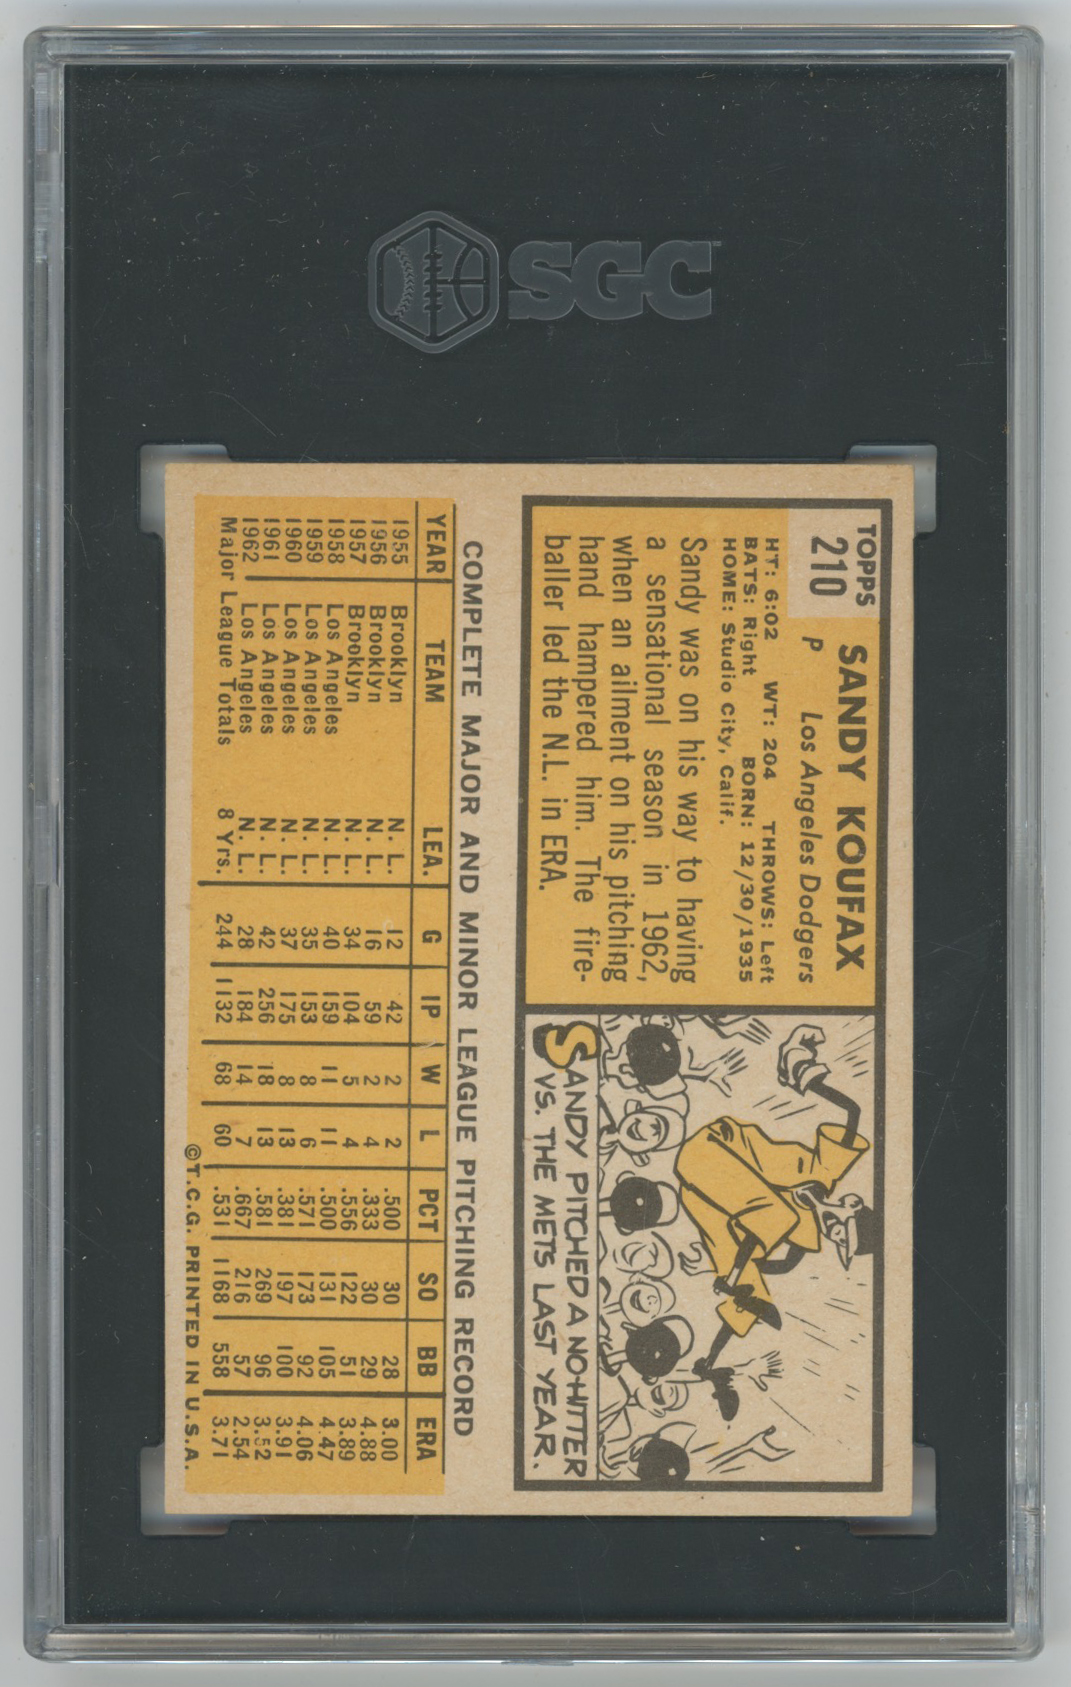 SGC
TOPPS
210
SANDY KOUFAX
P Los Angeles Dodgers
HT: 6:02 WT: 204 THROWS: Left
BATS: Right BORN: 12/30/1935
HOME: Studio City, Calif.
Sandy was on his way to having
a sensational season in 1962,
when an ailment on his pitching
hand hampered him. The fire-
baller led the N.L. in ERA.
SANDY PITCHED A NO-HITTER
VS. THE METS LAST YEAR.
COMPLETE MAJOR AND MINOR LEAGUE PITCHING RECORD
YEAR TEAM LEA. G IP W L PCT SO BB ERA
1955 Brooklyn N. L. 12 42 2 2 .500 30 28 3.00
1956 Brooklyn N. L. 16 59 2 4 .333 30 29 4.88
1957 Brooklyn N. L. 34 104 5 4 .556 122 51 3.89
1958 Los Angeles N. L. 40 159 11 11 .500 131 105 4.47
1959 Los Angeles N. L. 35 153 8 6 .571 173 92 4.06
1960 Los Angeles N. L. 37 175 8 13 .381 197 100 3.91
1961 Los Angeles N. L. 42 256 18 13 .581 269 96 3.52
1962 Los Angeles N. L. 28 184 14 7 .667 216 57 2.54
Major League Totals 8 Yrs. 244 1132 68 60 .531 1168 558 3.71
©T.C.G. PRINTED IN U.S.A.